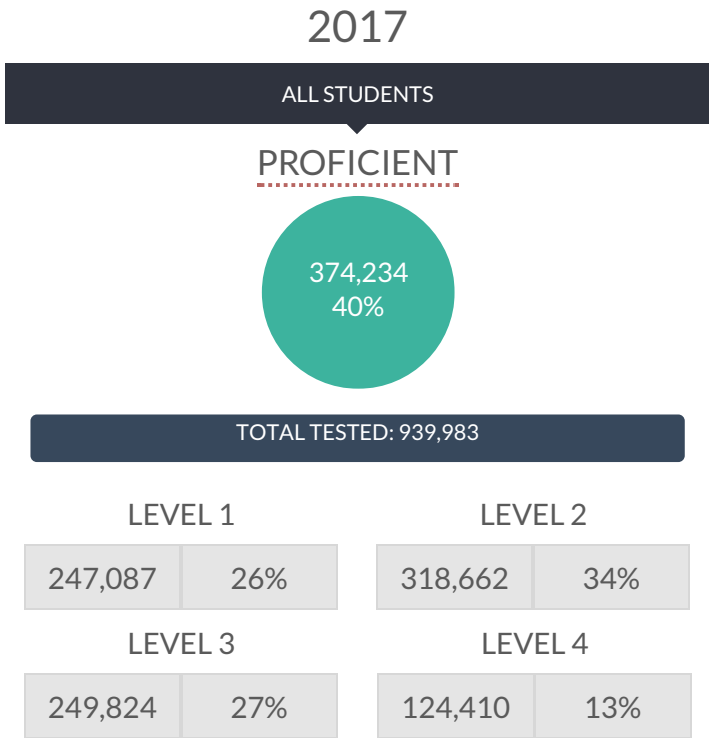 2017
ALL STUDENTS
PROFICIENT
374,234
40%
TOTAL TESTED: 939,983
LEVEL 1 LEVEL 2
247,087 26% 318,662 34%
LEVEL 3 LEVEL 4
249,824 27% 124,410 13%